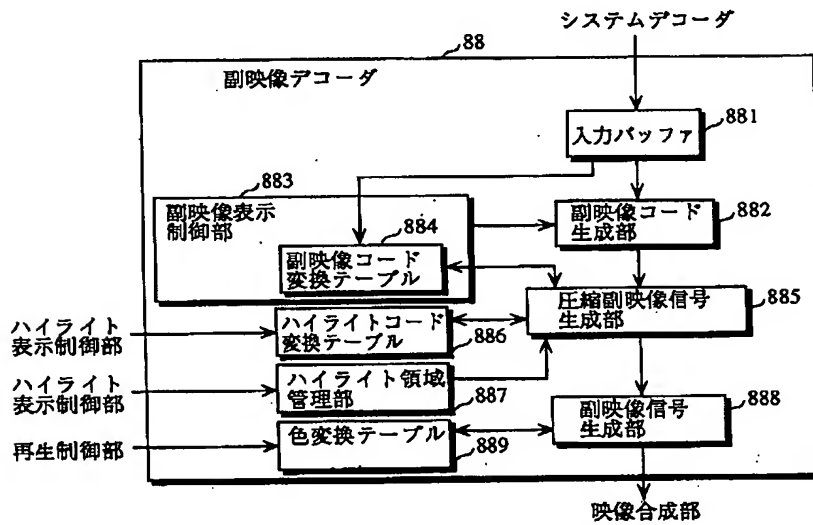 システムデコーダ
88
副映像デコーダ
入力バッファ
881
883
副映像表示
制御部
884
副映像コード
変換テーブル
副映像コード
生成部
882
圧縮副映像信号
生成部
885
ハイライト
表示制御部
ハイライトコード
変換テーブル
886
ハイライト
表示制御部
ハイライト領域
管理部
887
副映像信号
生成部
888
再生制御部
色変換テーブル
889
映像合成部